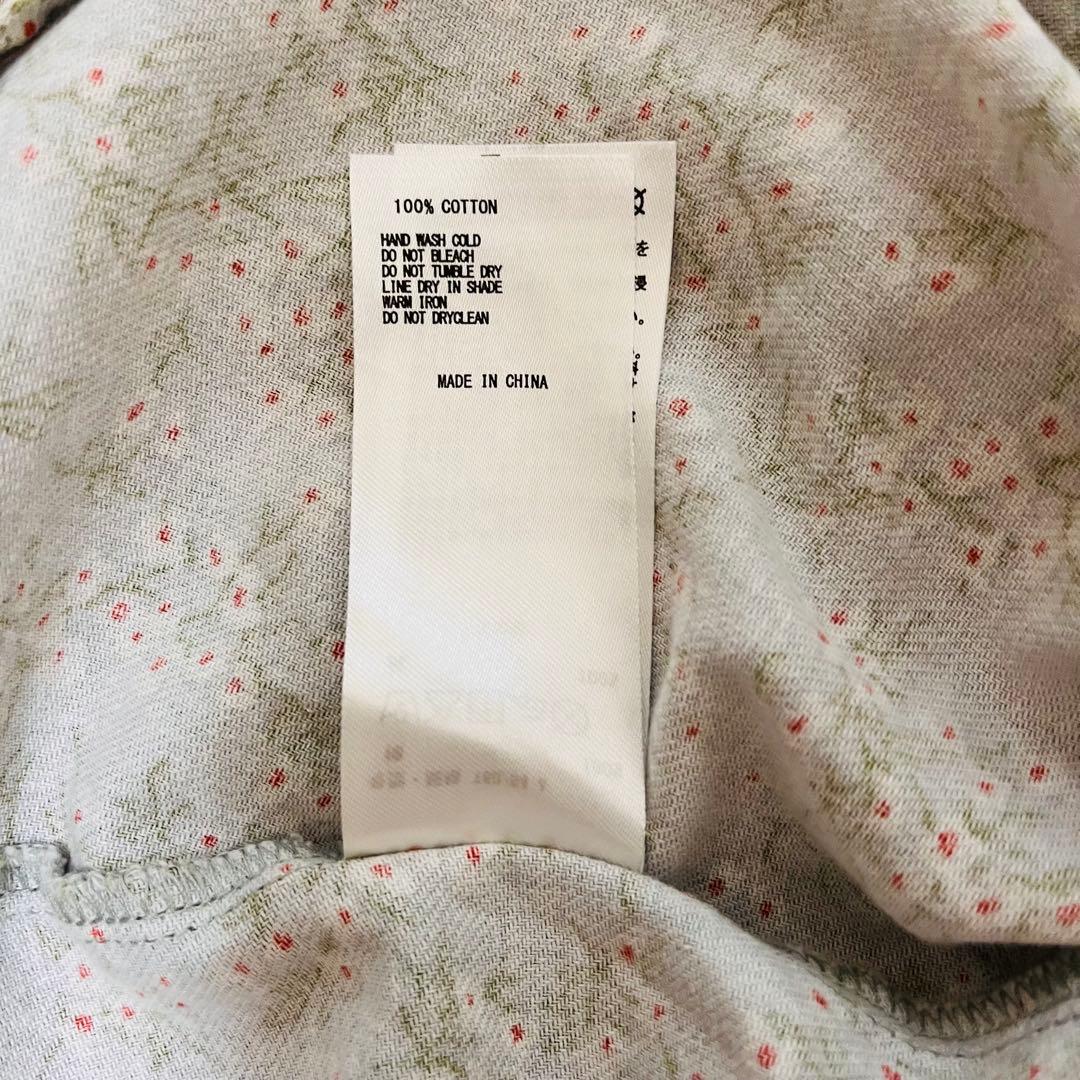 100% COTTON
HAND WASH COLD
DO NOT BLEACH
DO NOT TUMBLE DRY
LINE DRY IN SHADE
WARM IRON
DO NOT DRYCLEAN
MADE IN CHINA
を